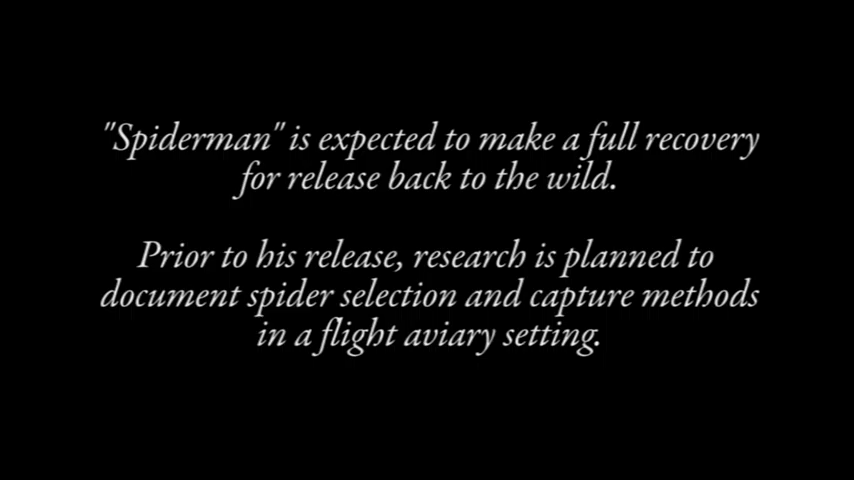 "Spiderman" is expected to make a full recovery
for release back to the wild.
Prior to his release, research is planned to
document spider selection and capture methods
in a flight aviary setting.